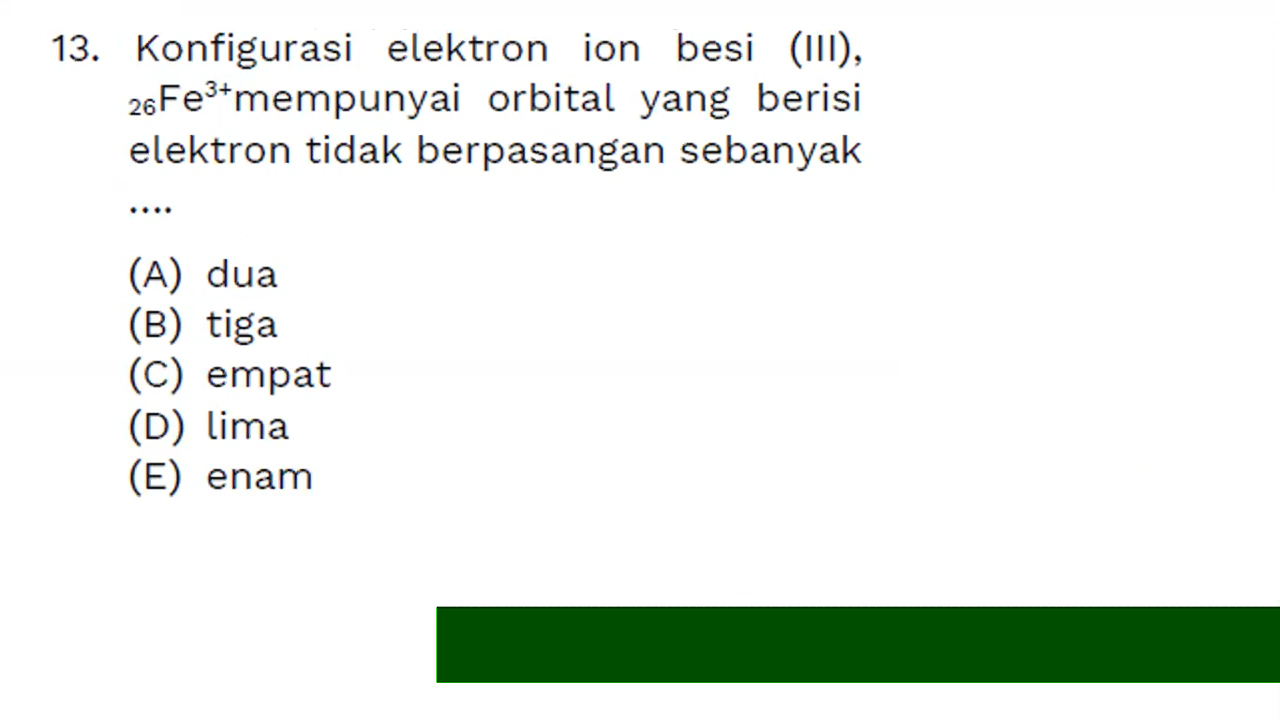 13. Konfigurasi elektron ion besi (III),
₂₆Fe³⁺mempunyai orbital yang berisi
elektron tidak berpasangan sebanyak
....
(A) dua
(B) tiga
(C) empat
(D) lima
(E) enam